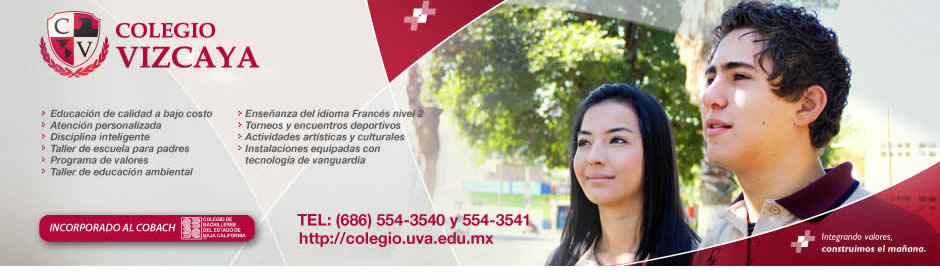 C V
COLEGIO
VIZCAYA
Educación de calidad a bajo costo
Atención personalizada
Disciplina inteligente
Taller de escuela para padres
Programa de valores
Taller de educación ambiental
Enseñanza del idioma Francés nivel 2
Torneos y encuentros deportivos
Actividades artísticas y culturales
Instalaciones equipadas con
tecnología de vanguardia
INCORPORADO AL COBACH
COLEGIO DE
BACHILLERES
DEL ESTADO DE
BAJA CALIFORNIA
TEL: (686) 554-3540 y 554-3541
http://colegio.uva.edu.mx
Integrando valores,
construimos el mañana.